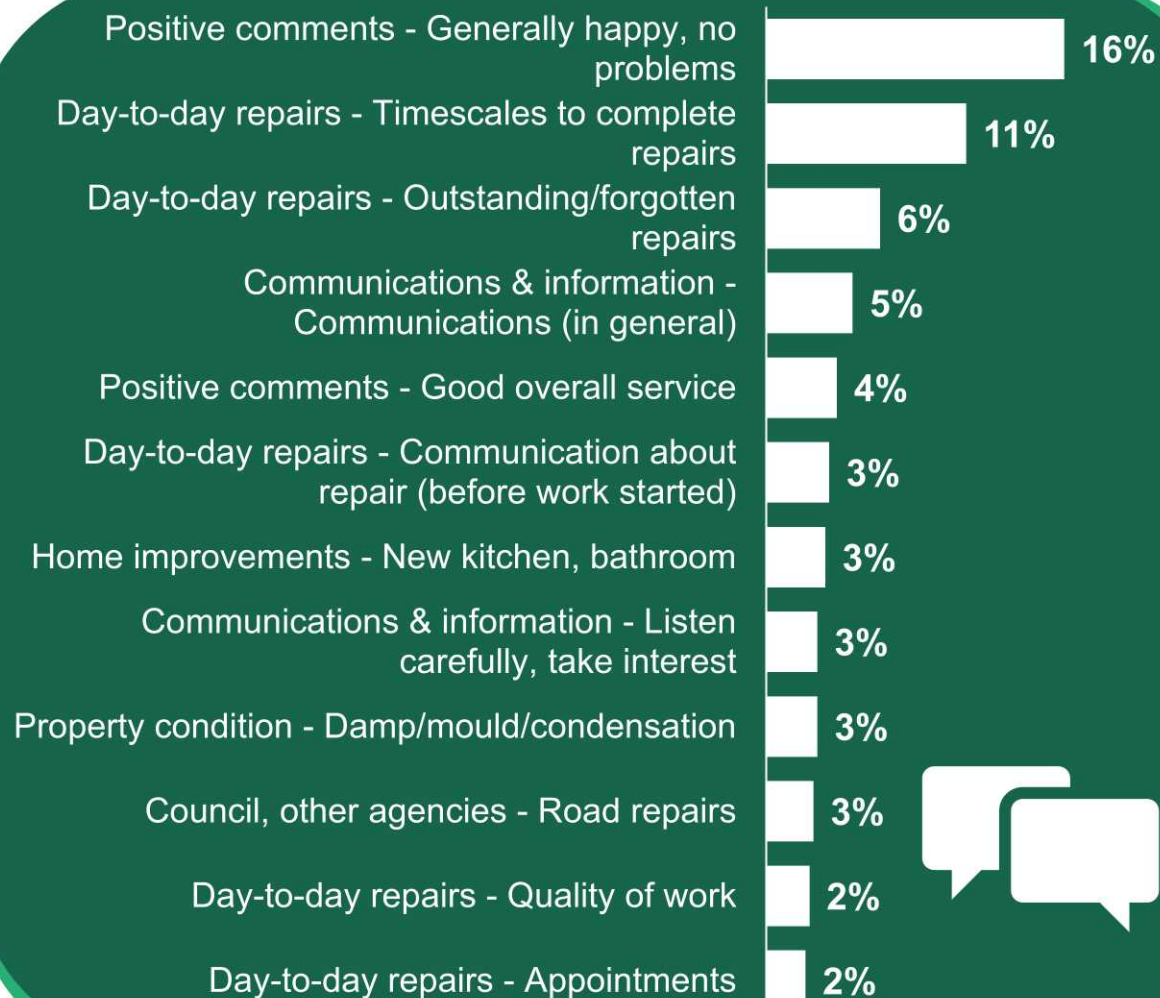 Positive comments - Generally happy, no
problems
16%
Day-to-day repairs - Timescales to complete
repairs
11%
Day-to-day repairs - Outstanding/forgotten
repairs
6%
Communications & information -
Communications (in general)
5%
Positive comments - Good overall service
4%
Day-to-day repairs - Communication about
repair (before work started)
3%
Home improvements - New kitchen, bathroom
3%
Communications & information - Listen
carefully, take interest
3%
Property condition - Damp/mould/condensation
3%
Council, other agencies - Road repairs
3%
Day-to-day repairs - Quality of work
2%
Day-to-day repairs - Appointments
2%